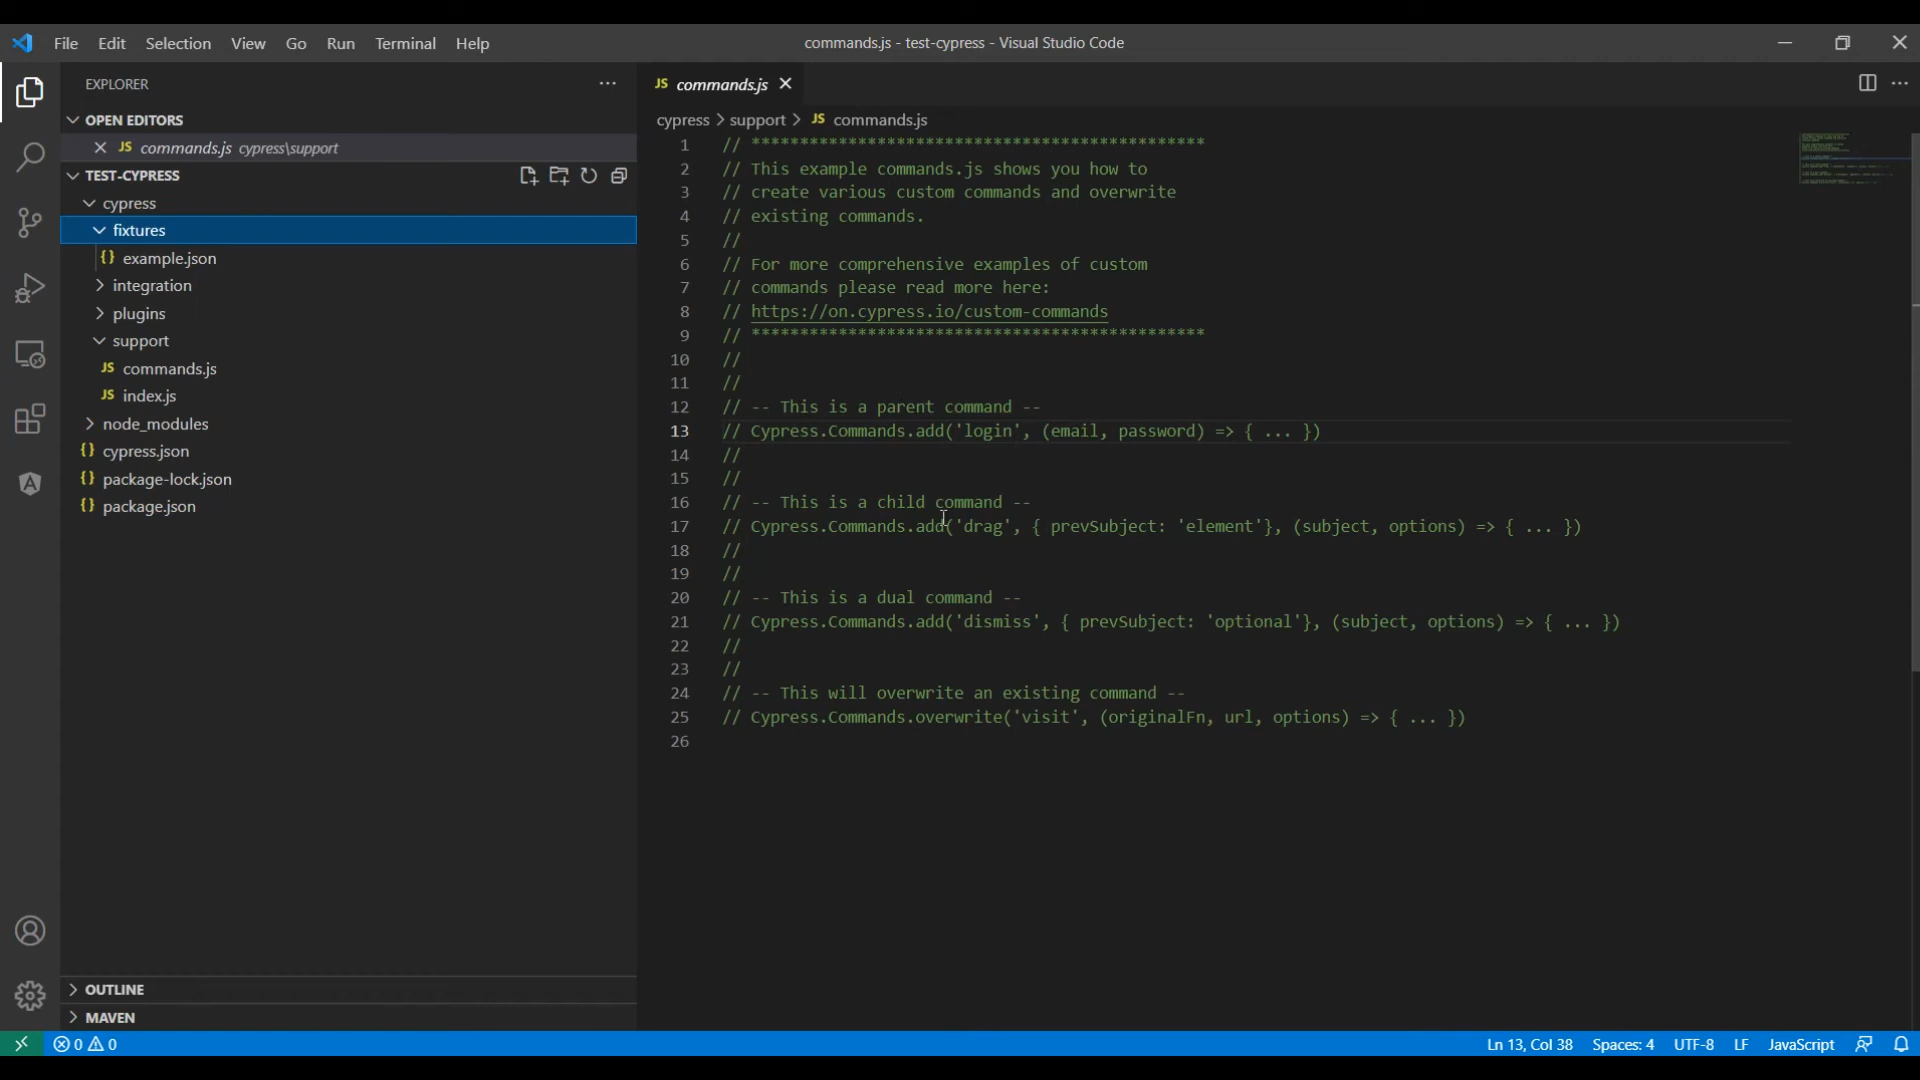 File Edit Selection View Go Run Terminal Help
commands.js - test-cypress - Visual Studio Code
EXPLORER
OPEN EDITORS
JS commands.js cypress\support
TEST-CYPRESS
cypress
fixtures
{} example.json
integration
plugins
support
JS commands.js
JS index.js
node_modules
{} cypress.json
{} package-lock.json
{} package.json
OUTLINE
MAVEN
JS commands.js
cypress > support > JS commands.js
1 // ***********************************************
2 // This example commands.js shows you how to
3 // create various custom commands and overwrite
4 // existing commands.
5 //
6 // For more comprehensive examples of custom
7 // commands please read more here:
8 // https://on.cypress.io/custom-commands
9 // ***********************************************
10 //
11 //
12 // -- This is a parent command --
13 // Cypress.Commands.add('login', (email, password) => { ... })
14 //
15 //
16 // -- This is a child command --
17 // Cypress.Commands.add('drag', { prevSubject: 'element'}, (subject, options) => { ... })
18 //
19 //
20 // -- This is a dual command --
21 // Cypress.Commands.add('dismiss', { prevSubject: 'optional'}, (subject, options) => { ... })
22 //
23 //
24 // -- This will overwrite an existing command --
25 // Cypress.Commands.overwrite('visit', (originalFn, url, options) => { ... })
26
0 0
Ln 13, Col 38 Spaces: 4 UTF-8 LF JavaScript